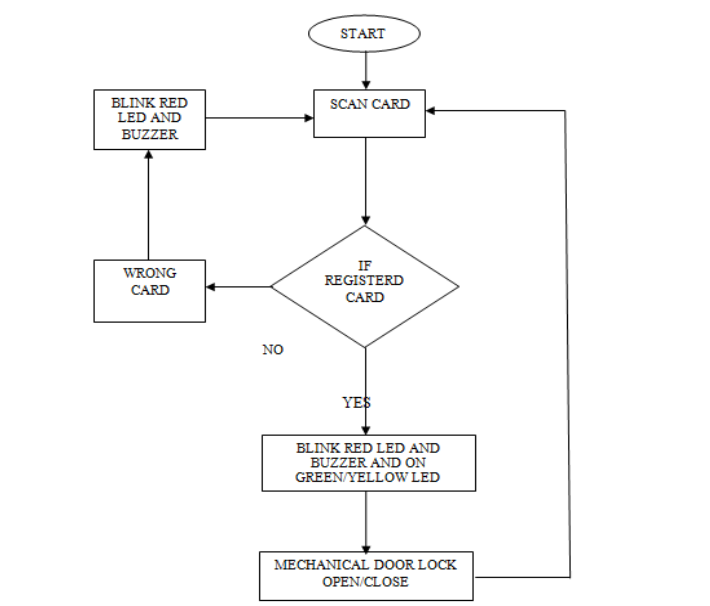 START
SCAN CARD
BLINK RED
LED AND
BUZZER
IF
REGISTERD
CARD
WRONG
CARD
NO
YES
BLINK RED LED AND
BUZZER AND ON
GREEN/YELLOW LED
MECHANICAL DOOR LOCK
OPEN/CLOSE